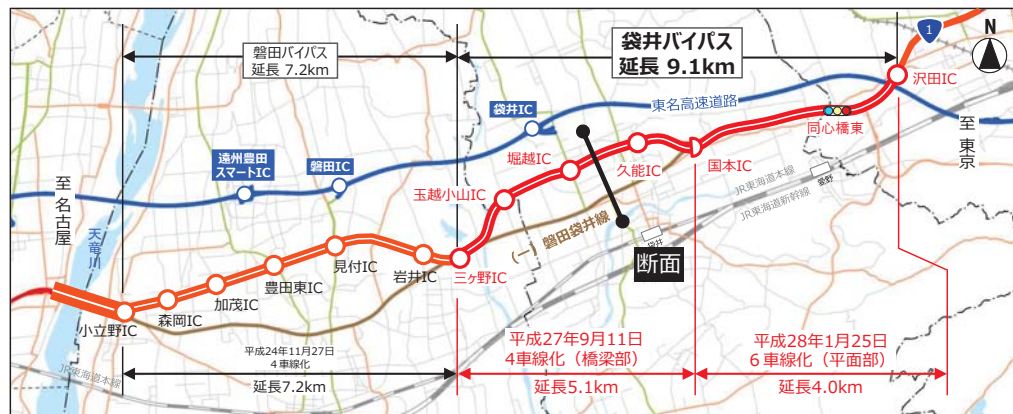 磐田バイパス
延長 7.2km
袋井バイパス
延長 9.1km
1
N
沢田IC
東名高速道路
袋井IC
同心橋東
至東京
堀越IC
久能IC
国本IC
遠州豊田
スマートIC
磐田IC
至名古屋
天竜川
玉越小山IC
JR東海道本線
愛野
JR東海道新幹線
(一)磐田袋井線
袋井
断面
見付IC
岩井IC
三ヶ野IC
豊田東IC
加茂IC
森岡IC
小立野IC
平成24年11月27日
4車線化
JR東海道本線
延長7.2km
平成27年9月11日
4車線化（橋梁部）
延長5.1km
平成28年1月25日
6車線化（平面部）
延長4.0km